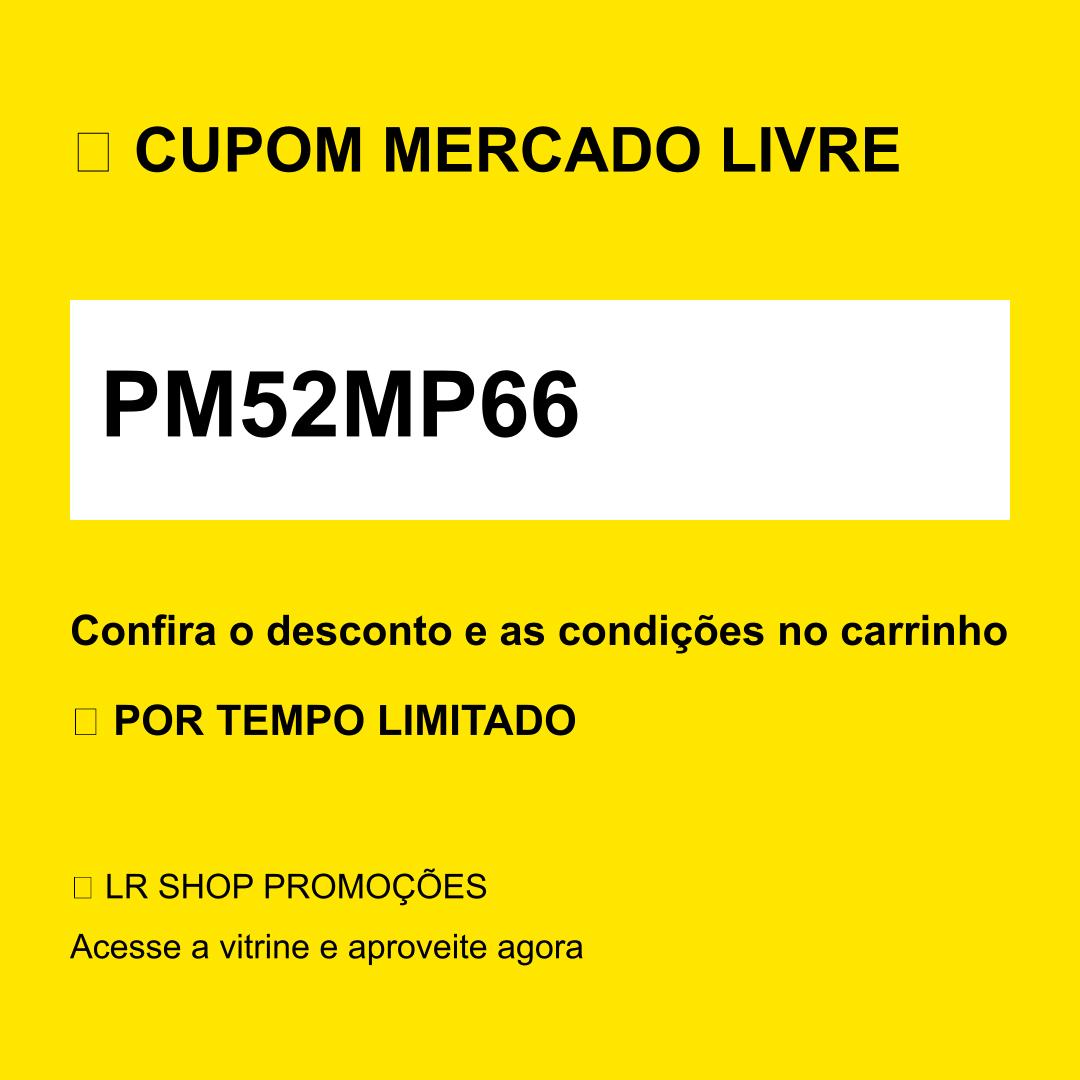 CUPOM MERCADO LIVRE
PM52MP66
Confira o desconto e as condições no carrinho
POR TEMPO LIMITADO
LR SHOP PROMOÇÕES
Acesse a vitrine e aproveite agora